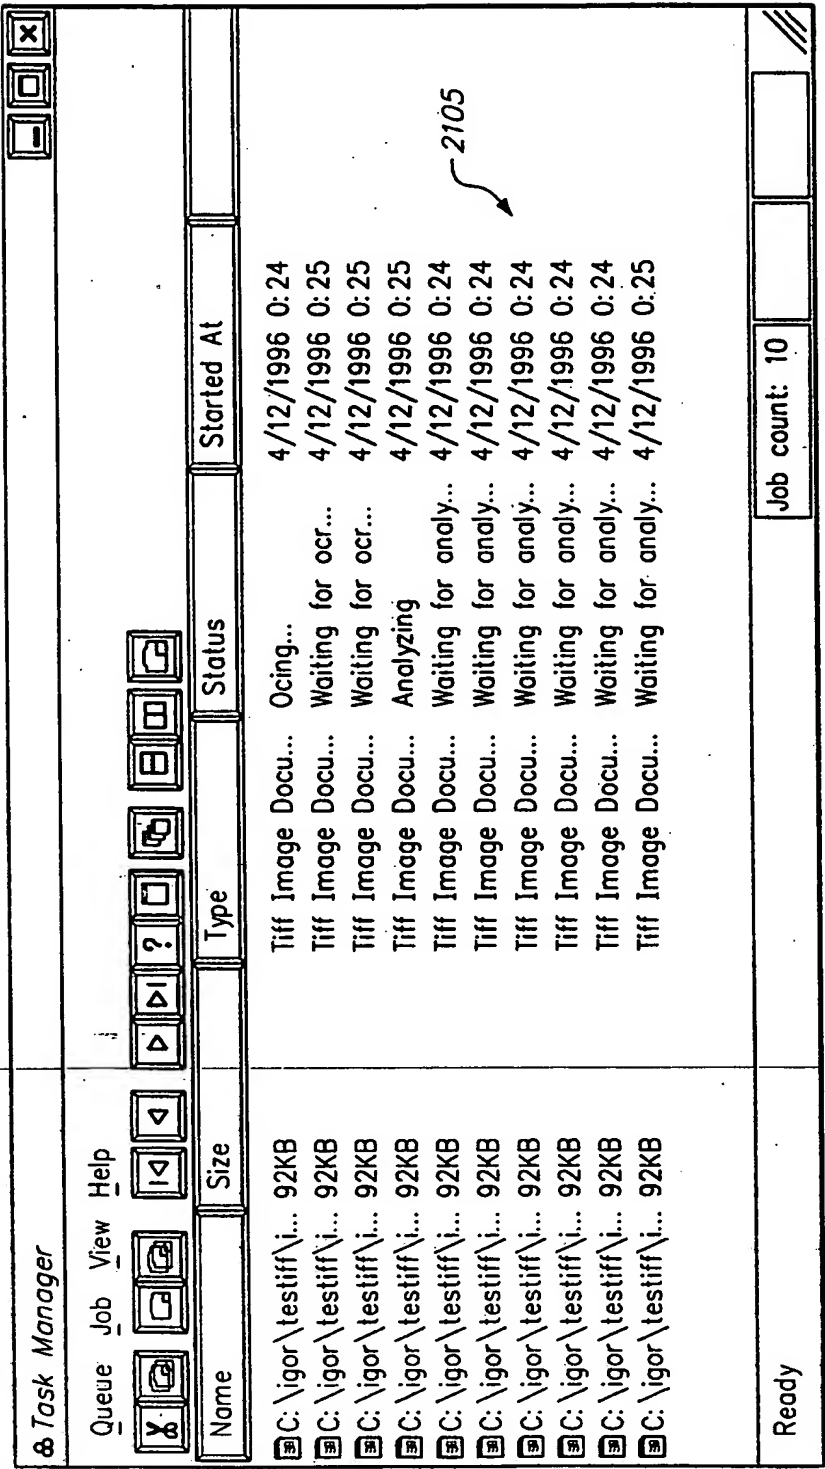 Task Manager
Queue Job View Help
?
Name Size Type Status Started At
C: \igor\testiff\i... 92KB Tiff Image Docu... Ocing... 4/12/1996 0:24
C: \igor\testiff\i... 92KB Tiff Image Docu... Waiting for ocr... 4/12/1996 0:25
C: \igor\testiff\i... 92KB Tiff Image Docu... Waiting for ocr... 4/12/1996 0:25
C: \igor\testiff\i... 92KB Tiff Image Docu... Analyzing 4/12/1996 0:25
C: \igor\testiff\i... 92KB Tiff Image Docu... Waiting for analy... 4/12/1996 0:24
C: \igor\testiff\i... 92KB Tiff Image Docu... Waiting for analy... 4/12/1996 0:24
C: \igor\testiff\i... 92KB Tiff Image Docu... Waiting for analy... 4/12/1996 0:24
C: \igor\testiff\i... 92KB Tiff Image Docu... Waiting for analy... 4/12/1996 0:24
C: \igor\testiff\i... 92KB Tiff Image Docu... Waiting for analy... 4/12/1996 0:24
C: \igor\testiff\i... 92KB Tiff Image Docu... Waiting for analy... 4/12/1996 0:25
2105
Ready Job count: 10